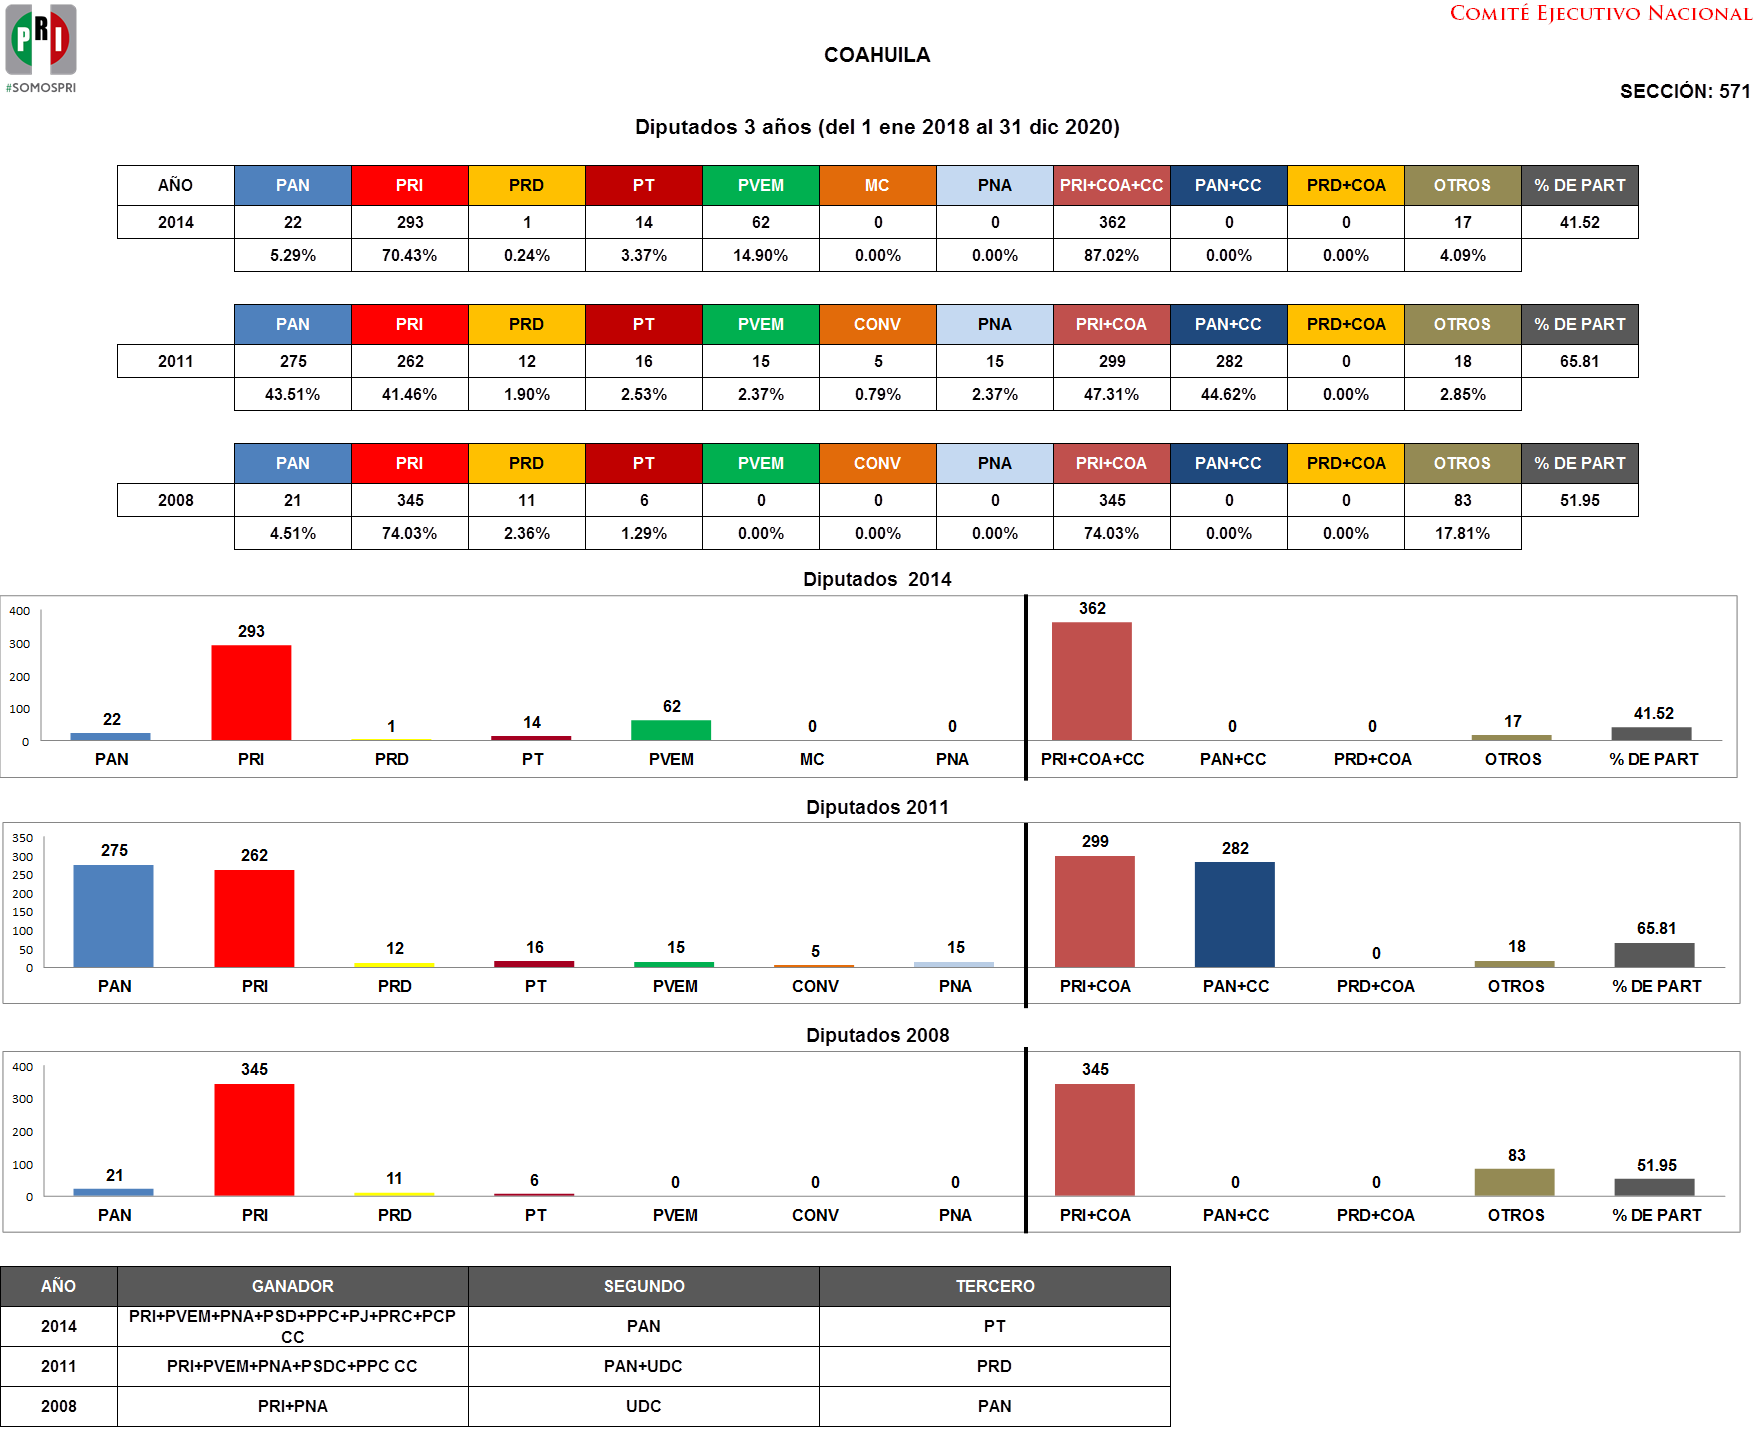 PRI
#SOMOSPRI
COMITÉ EJECUTIVO NACIONAL
COAHUILA
SECCIÓN: 571
Diputados 3 años (del 1 ene 2018 al 31 dic 2020)
AÑO PAN PRI PRD PT PVEM MC PNA PRI+COA+CC PAN+CC PRD+COA OTROS % DE PART
2014 22 293 1 14 62 0 0 362 0 0 17 41.52
5.29% 70.43% 0.24% 3.37% 14.90% 0.00% 0.00% 87.02% 0.00% 0.00% 4.09%
PAN PRI PRD PT PVEM CONV PNA PRI+COA PAN+CC PRD+COA OTROS % DE PART
2011 275 262 12 16 15 5 15 299 282 0 18 65.81
43.51% 41.46% 1.90% 2.53% 2.37% 0.79% 2.37% 47.31% 44.62% 0.00% 2.85%
PAN PRI PRD PT PVEM CONV PNA PRI+COA PAN+CC PRD+COA OTROS % DE PART
2008 21 345 11 6 0 0 0 345 0 0 83 51.95
4.51% 74.03% 2.36% 1.29% 0.00% 0.00% 0.00% 74.03% 0.00% 0.00% 17.81%
Diputados 2014
400
300
200
100
0
22 293 1 14 62 0 0 362 0 0 17 41.52
PAN PRI PRD PT PVEM MC PNA PRI+COA+CC PAN+CC PRD+COA OTROS % DE PART
Diputados 2011
350
300
250
200
150
100
50
0
275 262 12 16 15 5 15 299 282 0 18 65.81
PAN PRI PRD PT PVEM CONV PNA PRI+COA PAN+CC PRD+COA OTROS % DE PART
Diputados 2008
400
300
200
100
0
21 345 11 6 0 0 0 345 0 0 83 51.95
PAN PRI PRD PT PVEM CONV PNA PRI+COA PAN+CC PRD+COA OTROS % DE PART
AÑO GANADOR SEGUNDO TERCERO
2014 PRI+PVEM+PNA+PSD+PPC+PJ+PRC+PCP CC PAN PT
2011 PRI+PVEM+PNA+PSDC+PPC CC PAN+UDC PRD
2008 PRI+PNA UDC PAN